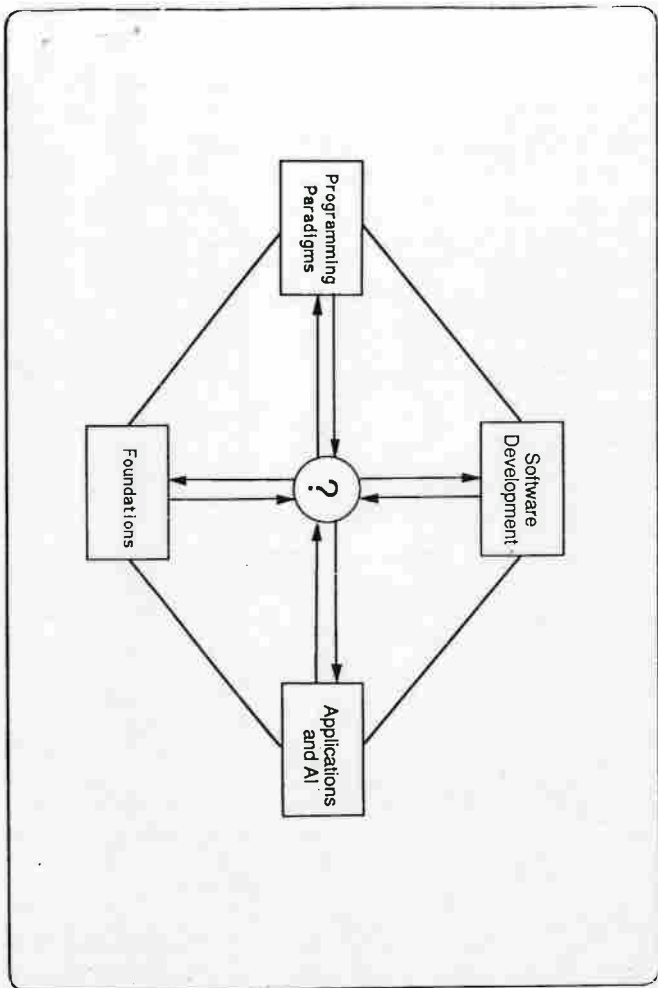 Software
Development
Programming
Paradigms
?
Applications
and AI
Foundations